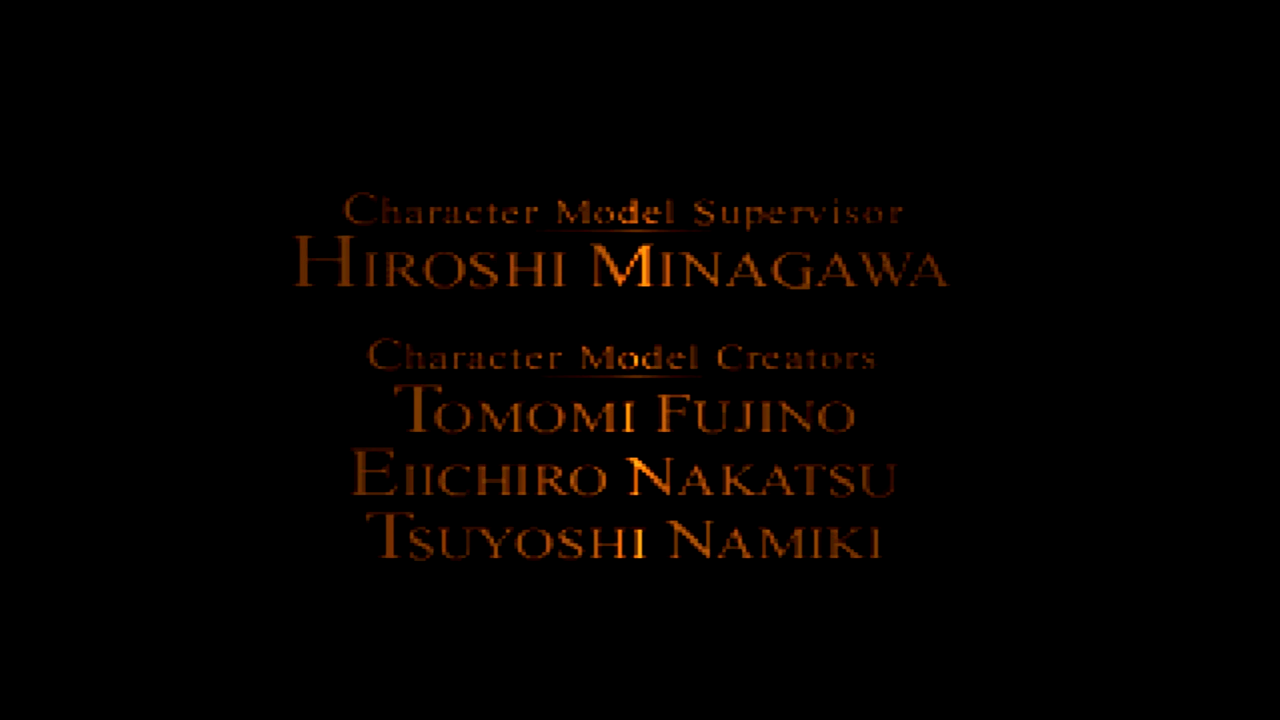 Character Model Supervisor
HIROSHI MINAGAWA
Character Model Creators
TOMOMI FUJINO
EIICHIRO NAKATSU
TSUYOSHI NAMIKI